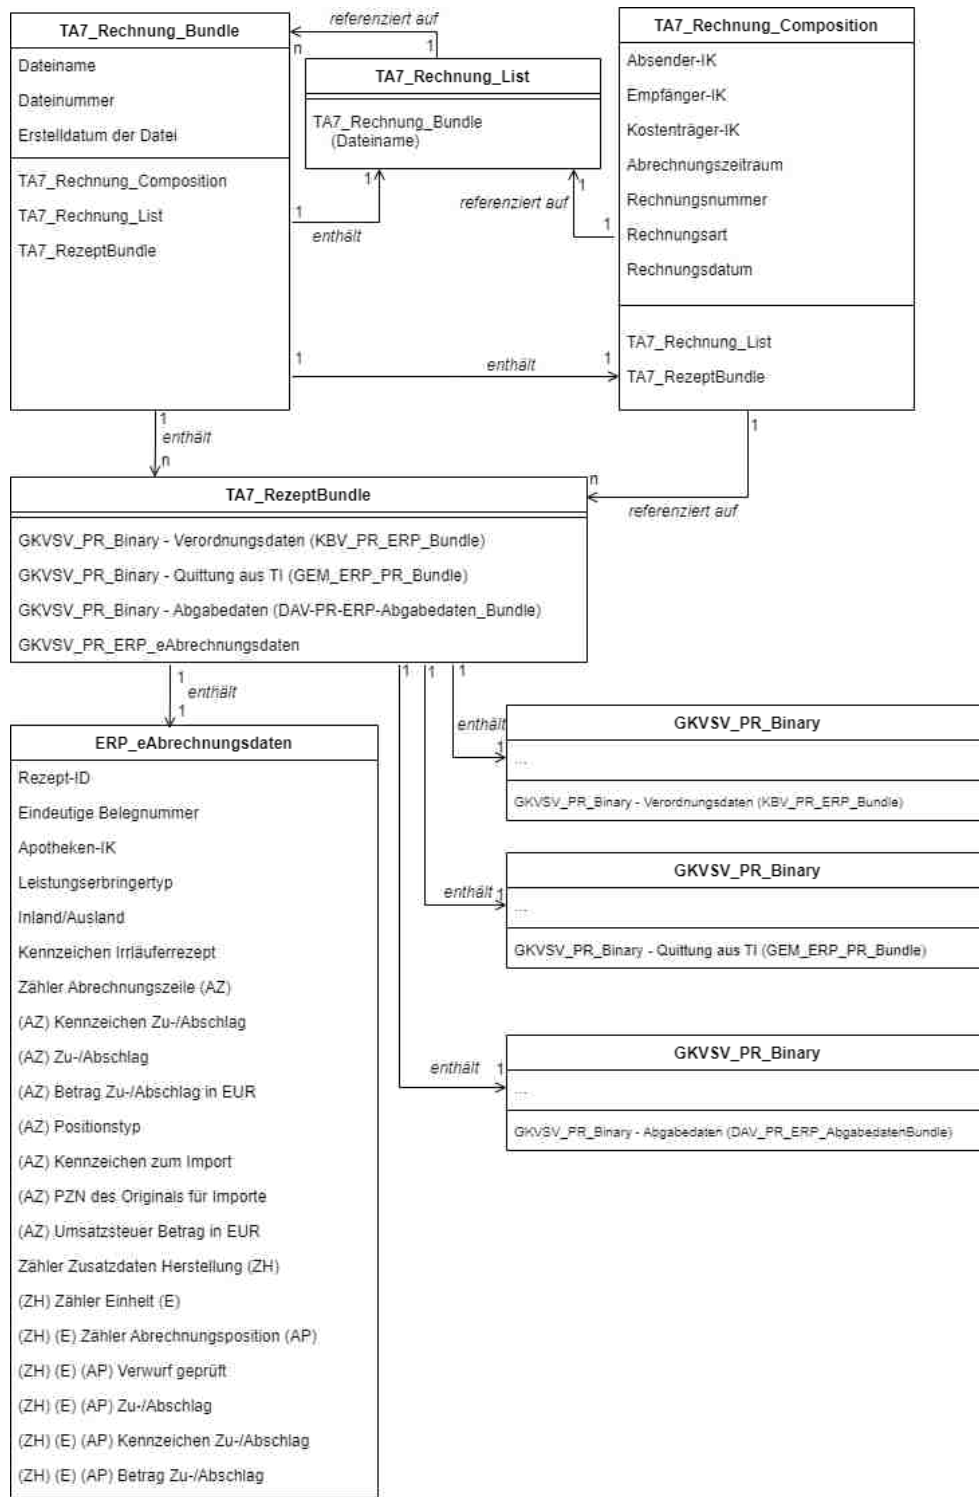 referenziert auf
TA7_Rechnung_Bundle
Dateiname
Dateinummer
Erstelldatum der Datei
TA7_Rechnung_Composition
TA7_Rechnung_List
TA7_RezeptBundle
n
1
TA7_Rechnung_List
TA7_Rechnung_Bundle
(Dateiname)
1
1
enthält
1
referenziert auf
1
TA7_Rechnung_Composition
Absender-IK
Empfänger-IK
Kostenträger-IK
Abrechnungszeitraum
Rechnungsnummer
Rechnungsart
Rechnungsdatum
TA7_Rechnung_List
TA7_RezeptBundle
1
enthält
1
1
enthält
n
1
n
referenziert auf
TA7_RezeptBundle
GKVSV_PR_Binary - Verordnungsdaten (KBV_PR_ERP_Bundle)
GKVSV_PR_Binary - Quittung aus TI (GEM_ERP_PR_Bundle)
GKVSV_PR_Binary - Abgabedaten (DAV-PR-ERP-Abgabedaten_Bundle)
GKVSV_PR_ERP_eAbrechnungsdaten
1
enthält
1
1
1
1
ERP_eAbrechnungsdaten
Rezept-ID
Eindeutige Belegnummer
Apotheken-IK
Leistungserbringertyp
Inland/Ausland
Kennzeichen Irrläuferrezept
Zähler Abrechnungszeile (AZ)
(AZ) Kennzeichen Zu-/Abschlag
(AZ) Zu-/Abschlag
(AZ) Betrag Zu-/Abschlag in EUR
(AZ) Positionstyp
(AZ) Kennzeichen zum Import
(AZ) PZN des Originals für Importe
(AZ) Umsatzsteuer Betrag in EUR
Zähler Zusatzdaten Herstellung (ZH)
(ZH) Zähler Einheit (E)
(ZH) (E) Zähler Abrechnungsposition (AP)
(ZH) (E) (AP) Verwurf geprüft
(ZH) (E) (AP) Zu-/Abschlag
(ZH) (E) (AP) Kennzeichen Zu-/Abschlag
(ZH) (E) (AP) Betrag Zu-/Abschlag
enthält
1
GKVSV_PR_Binary
...
GKVSV_PR_Binary - Verordnungsdaten (KBV_PR_ERP_Bundle)
enthält
1
GKVSV_PR_Binary
...
GKVSV_PR_Binary - Quittung aus TI (GEM_ERP_PR_Bundle)
enthält
1
GKVSV_PR_Binary
...
GKVSV_PR_Binary - Abgabedaten (DAV_PR_ERP_AbgabedatenBundle)